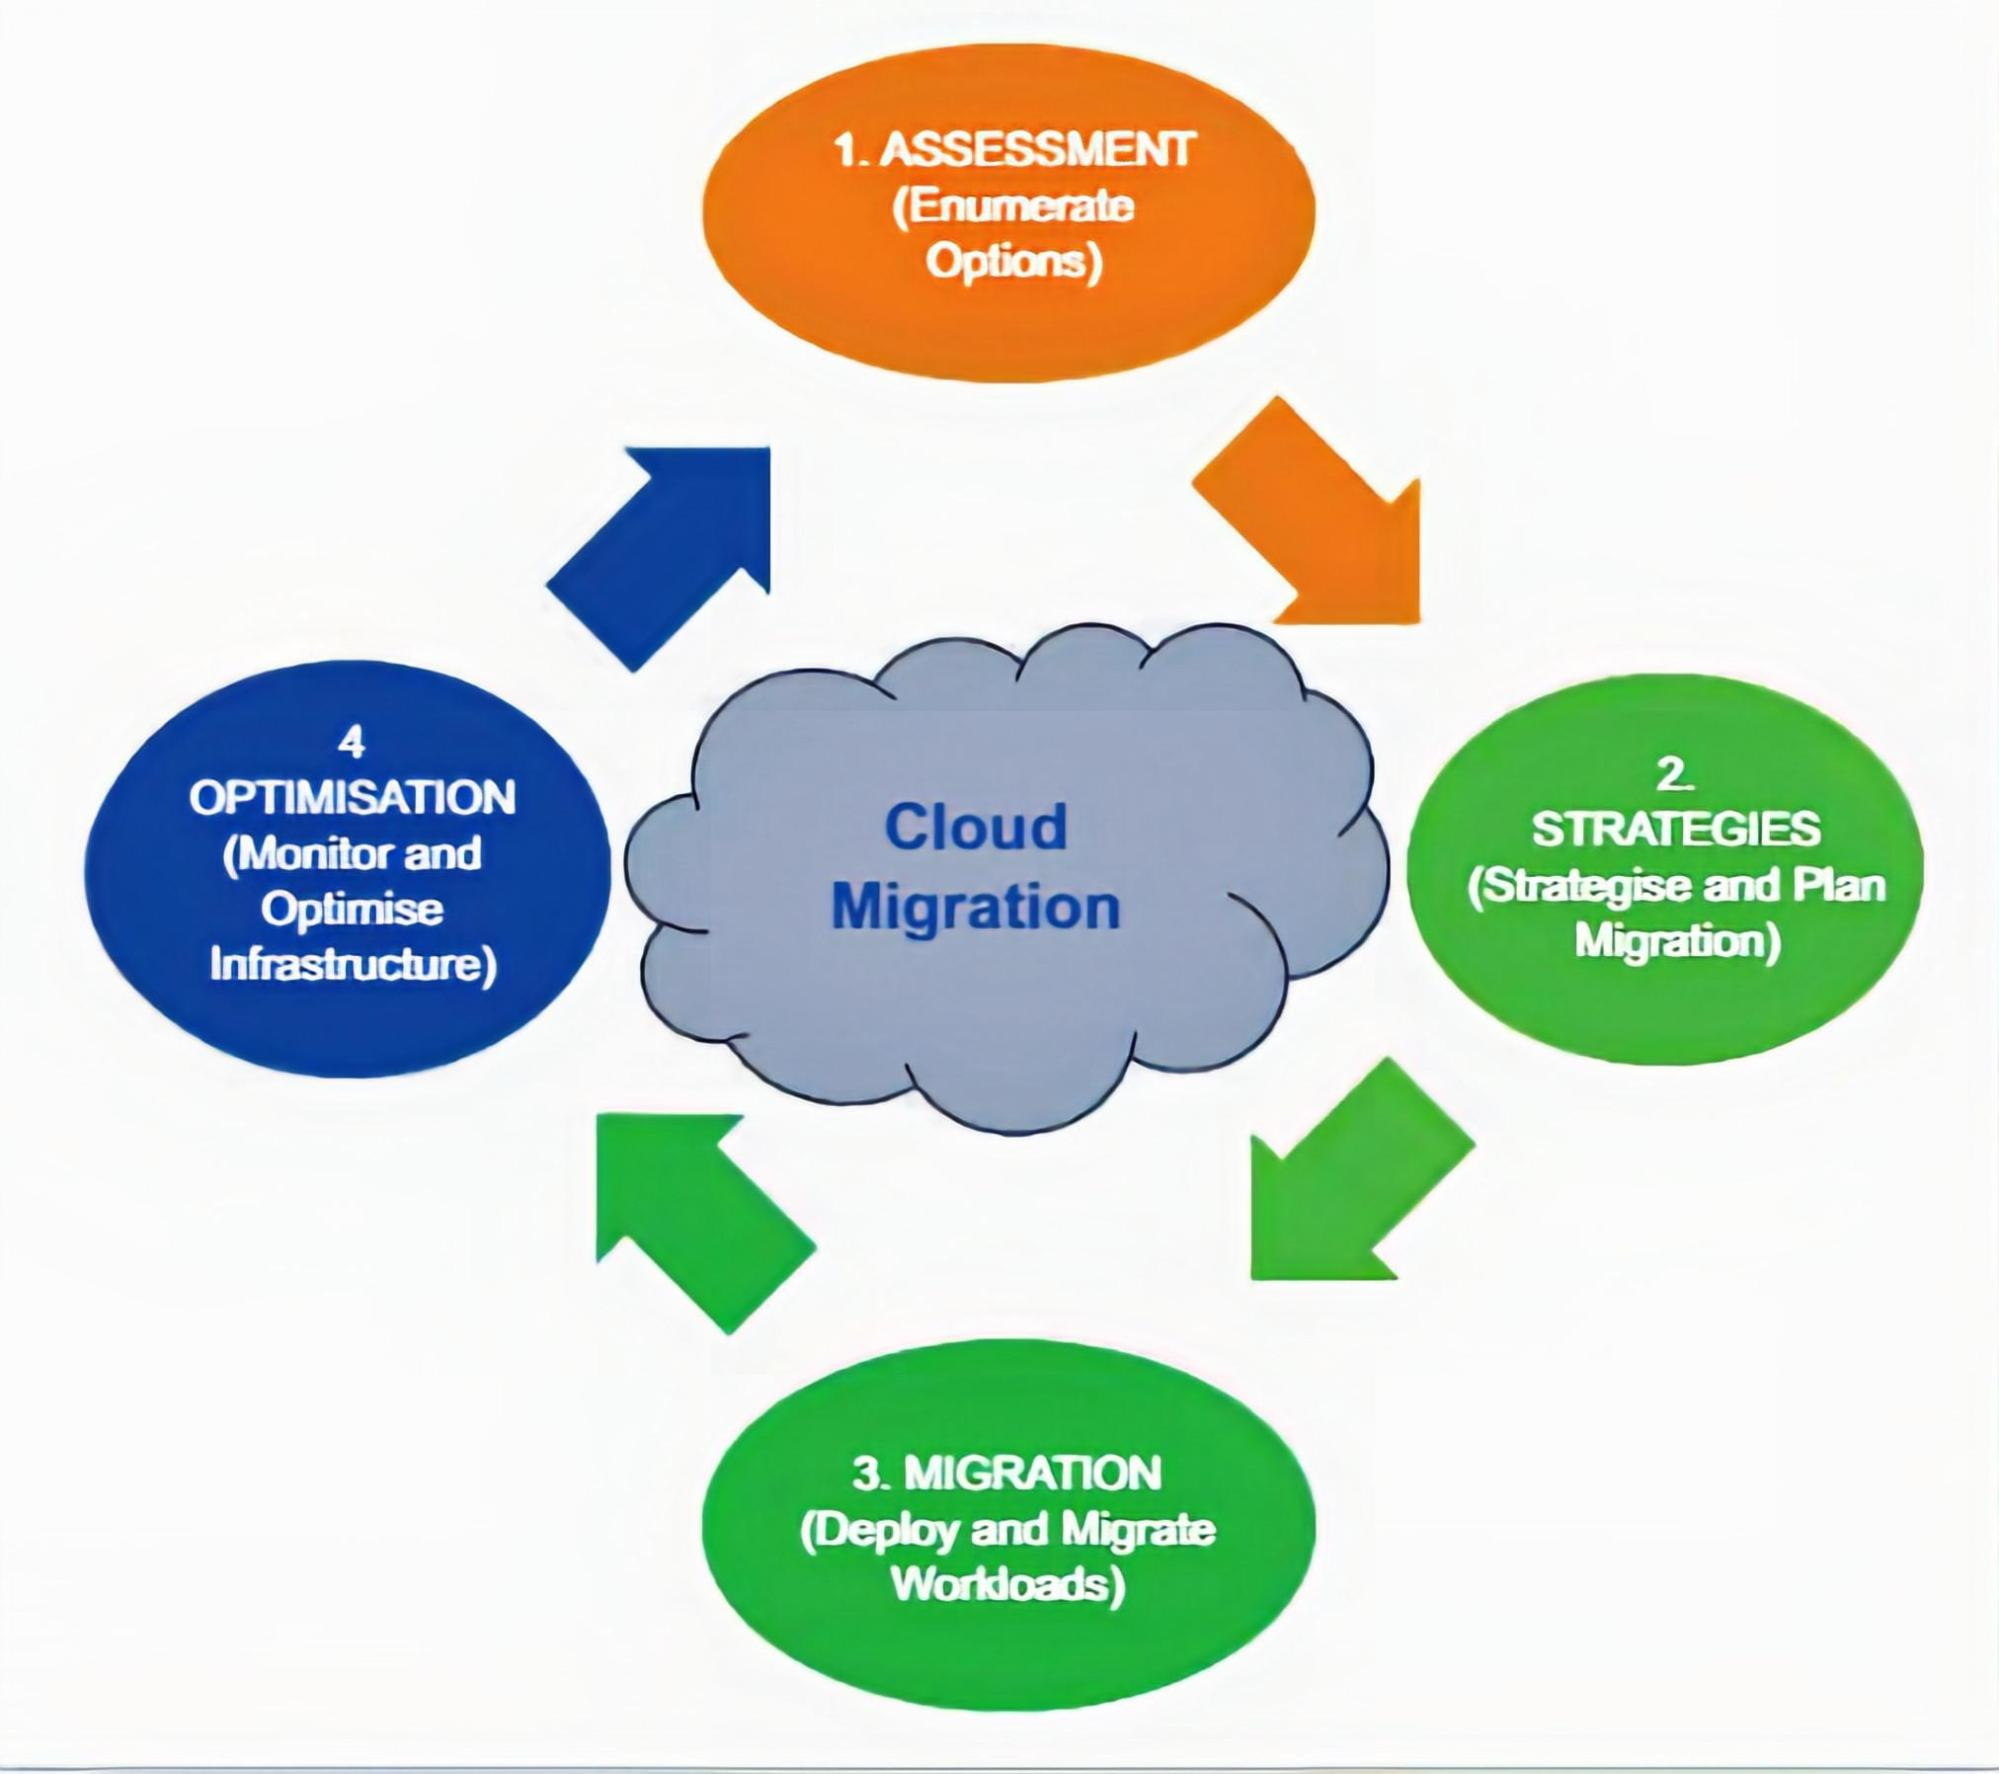 1. ASSESSMENT
(Enumerate
Options)
4
OPTIMISATION
(Monitor and
Optimise
Infrastructure)
Cloud
Migration
2.
STRATEGIES
(Strategise and Plan
Migration)
3. MIGRATION
(Deploy and Migrate
Workloads)